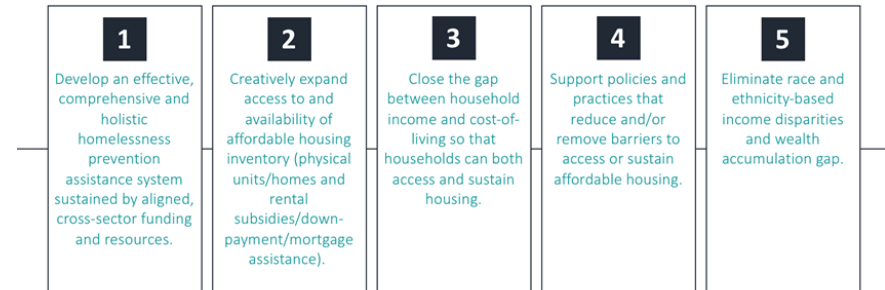 1
Develop an effective,
comprehensive and
holistic
homelessness
prevention
assistance system
sustained by aligned,
cross-sector funding
and resources.
2
Creatively expand
access to and
availability of
affordable housing
inventory (physical
units/homes and
rental
subsidies/down-
payment/mortgage
assistance).
3
Close the gap
between household
income and cost-of-
living so that
households can both
access and sustain
housing.
4
Support policies and
practices that
reduce and/or
remove barriers to
access or sustain
affordable housing.
5
Eliminate race and
ethnicity-based
income disparities
and wealth
accumulation gap.